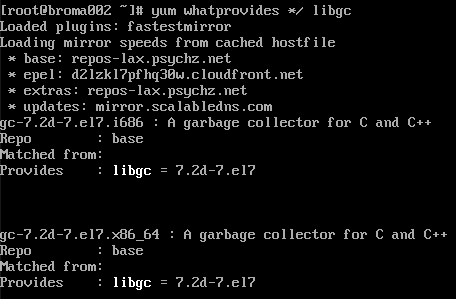 [root@broma002 ~]# yum whatprovides */ libgc
Loaded plugins: fastestmirror
Loading mirror speeds from cached hostfile
 * base: repos-lax.psychz.net
 * epel: d2lzkl7pfhq30w.cloudfront.net
 * extras: repos-lax.psychz.net
 * updates: mirror.scalabledns.com
gc-7.2d-7.el7.i686 : A garbage collector for C and C++
Repo        : base
Matched from:
Provides    : libgc = 7.2d-7.el7
gc-7.2d-7.el7.x86_64 : A garbage collector for C and C++
Repo        : base
Matched from:
Provides    : libgc = 7.2d-7.el7